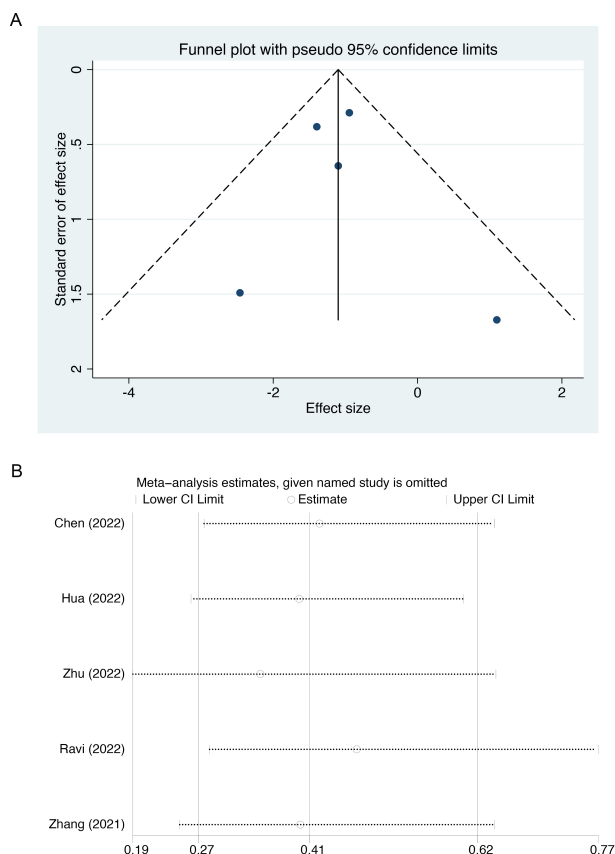 A
Funnel plot with pseudo 95% confidence limits
Standard error of effect size
0
.5
1
1.5
2
-4 -2 0 2
Effect size
B
Meta−analysis estimates, given named study is omitted
Lower CI Limit Estimate Upper CI Limit
Chen (2022)
Hua (2022)
Zhu (2022)
Ravi (2022)
Zhang (2021)
0.19 0.27 0.41 0.62 0.77